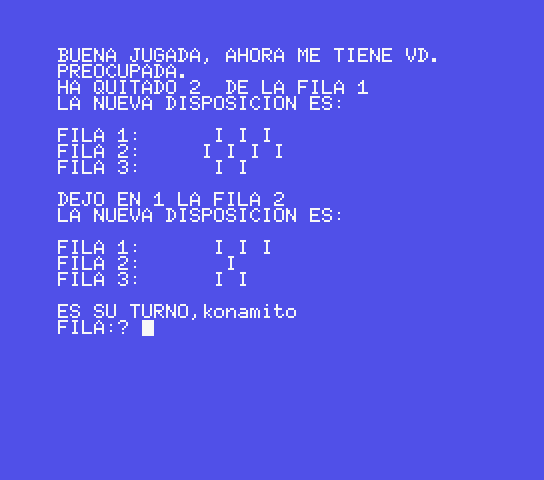 BUENA JUGADA, AHORA ME TIENE VD.
PREOCUPADA.
HA QUITADO 2  DE LA FILA 1
LA NUEVA DISPOSICION ES:
FILA 1:      I I I
FILA 2:     I I I I
FILA 3:      I I
DEJO EN 1 LA FILA 2
LA NUEVA DISPOSICION ES:
FILA 1:      I I I
FILA 2:       I
FILA 3:      I I
ES SU TURNO,konamito
FILA:?